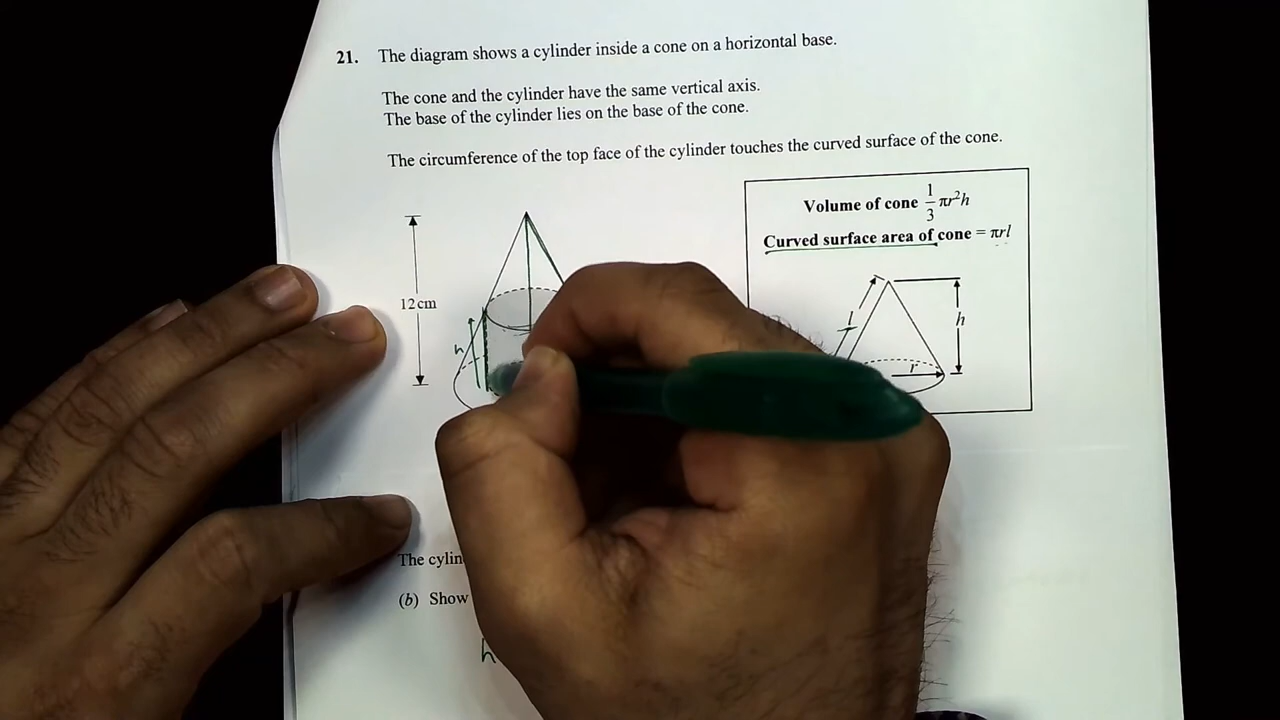 21. The diagram shows a cylinder inside a cone on a horizontal base.
The cone and the cylinder have the same vertical axis.
The base of the cylinder lies on the base of the cone.
The circumference of the top face of the cylinder touches the curved surface of the cone.
Volume of cone 1/3 πr²h
Curved surface area of cone = πrl
12 cm
h
l
h
r
The cylin
(b) Show
h